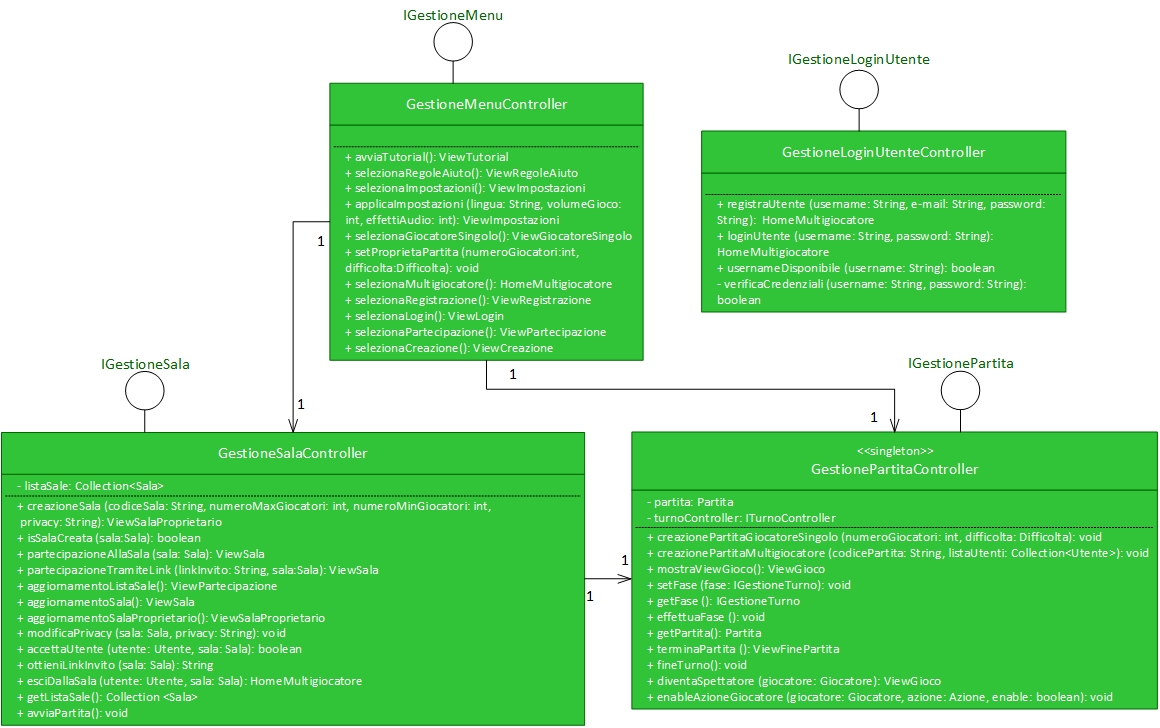 IGestioneMenu
GestioneMenuController
+ avviaTutorial(): ViewTutorial
+ selezionaRegoleAiuto(): ViewRegoleAiuto
+ selezionaImpostazioni(): ViewImpostazioni
+ applicaImpostazioni (lingua: String, volumeGioco:
int, effettiAudio: int): ViewImpostazioni
+ selezionaGiocatoreSingolo(): ViewGiocatoreSingolo
+ setProprietaPartita (numeroGiocatori:int,
difficolta:Difficolta): void
+ selezionaMultigiocatore(): HomeMultigiocatore
+ selezionaRegistrazione(): ViewRegistrazione
+ selezionaLogin(): ViewLogin
+ selezionaPartecipazione(): ViewPartecipazione
+ selezionaCreazione(): ViewCreazione
IGestioneLoginUtente
GestioneLoginUtenteController
+ registraUtente (username: String, e-mail: String, password:
String): HomeMultigiocatore
+ loginUtente (username: String, password: String):
HomeMultigiocatore
+ usernameDisponibile (username: String): boolean
- verificaCredenziali (username: String, password: String):
boolean
1
1
1
1
IGestioneSala
GestioneSalaController
- listaSale: Collection<Sala>
+ creazioneSala (codiceSala: String, numeroMaxGiocatori: int, numeroMinGiocatori: int,
privacy: String): ViewSalaProprietario
+ isSalaCreata (sala:Sala): boolean
+ partecipazioneAllaSala (sala: Sala): ViewSala
+ partecipazioneTramiteLink (linkInvito: String, sala:Sala): ViewSala
+ aggiornamentoListaSale(): ViewPartecipazione
+ aggiornamentoSala(): ViewSala
+ aggiornamentoSalaProprietario(): ViewSalaProprietario
+ modificaPrivacy (sala: Sala, privacy: String): void
+ accettaUtente (utente: Utente, sala: Sala): boolean
+ ottieniLinkInvito (sala: Sala): String
+ esciDallaSala (utente: Utente, sala: Sala): HomeMultigiocatore
+ getListaSale(): Collection <Sala>
+ avviaPartita(): void
1
1
IGestionePartita
<<singleton>>
GestionePartitaController
- partita: Partita
- turnoController: ITurnoController
+ creazionePartitaGiocatoreSingolo (numeroGiocatori: int, difficolta: Difficolta): void
+ creazionePartitaMultigiocatore (codicePartita: String, listaUtenti: Collection<Utente>): void
+ mostraViewGioco(): ViewGioco
+ setFase (fase: IGestioneTurno): void
+ getFase (): IGestioneTurno
+ effettuaFase (): void
+ getPartita(): Partita
+ terminaPartita (): ViewFinePartita
+ fineTurno(): void
+ diventaSpettatore (giocatore: Giocatore): ViewGioco
+ enableAzioneGiocatore (giocatore: Giocatore, azione: Azione, enable: boolean): void